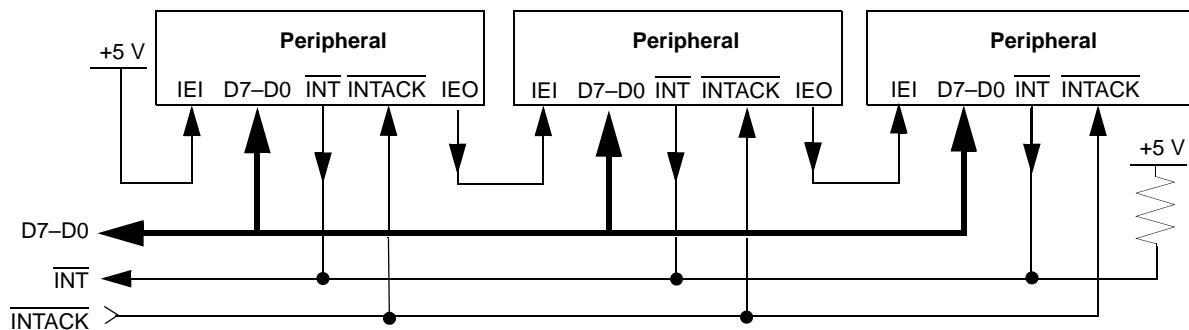 Peripheral Peripheral Peripheral
+5 V
IEI D7–D0 INT INTACK IEO IEI D7–D0 INT INTACK IEO IEI D7–D0 INT INTACK
+5 V
D7–D0
INT
INTACK